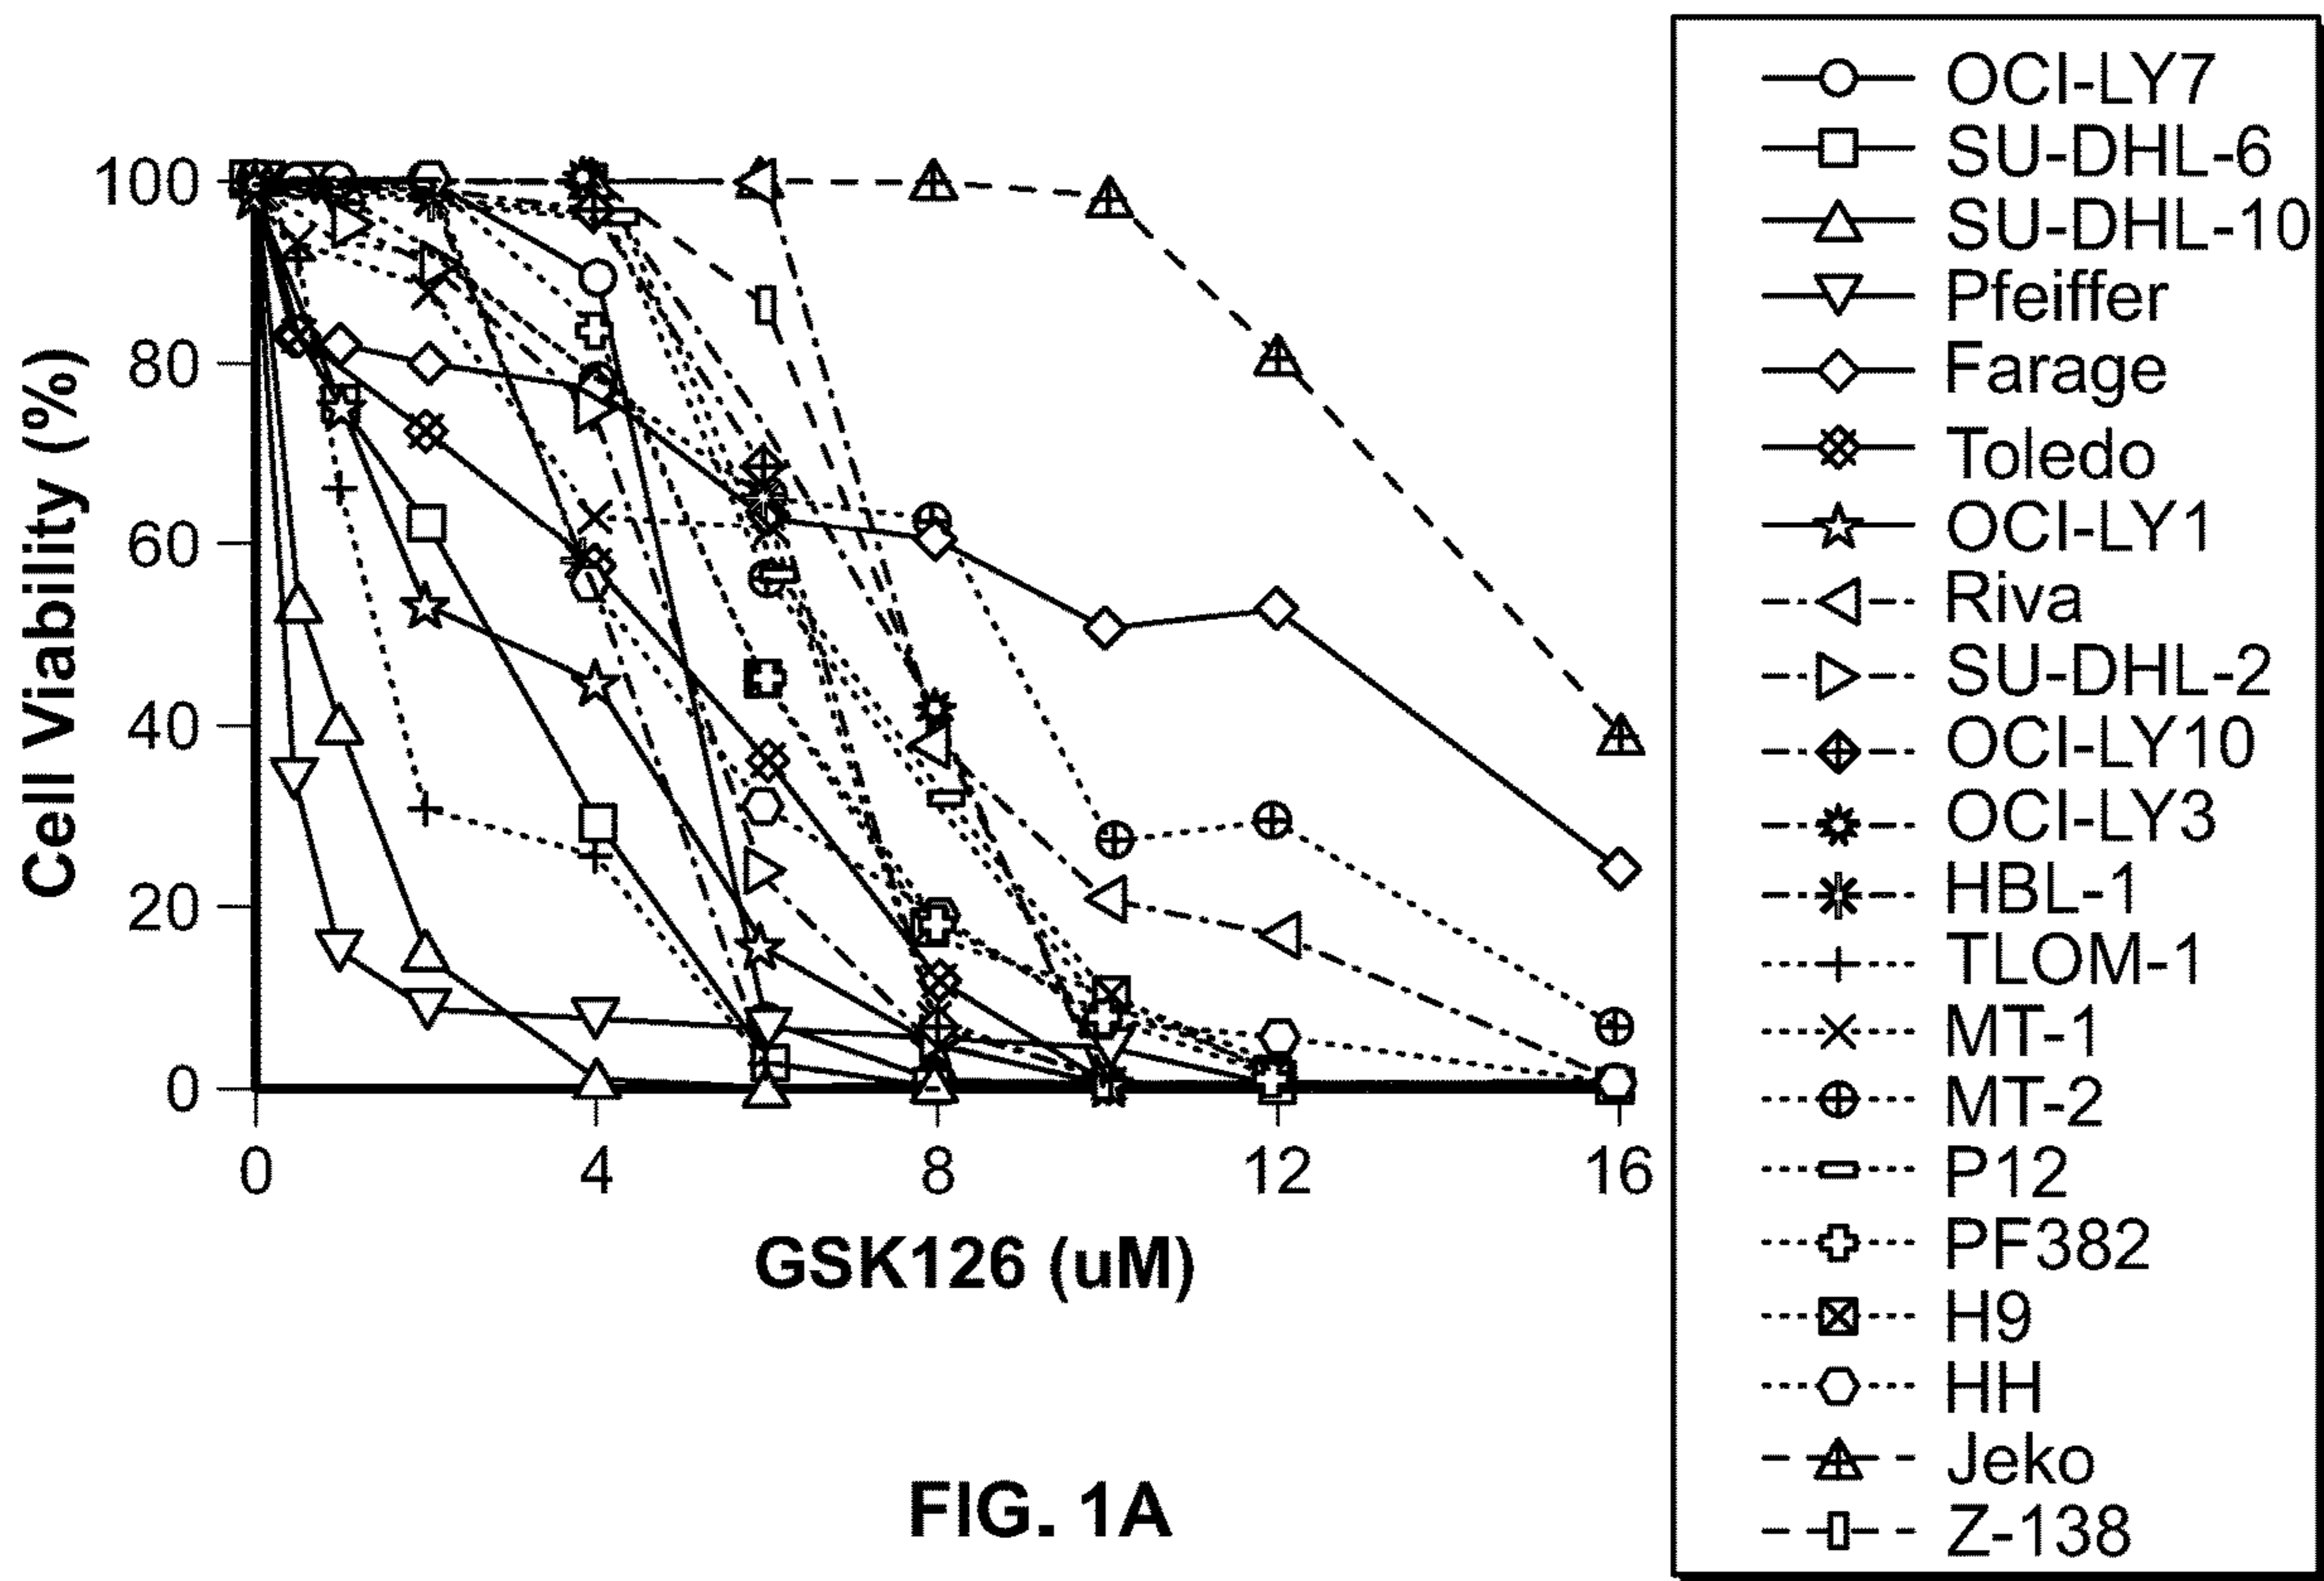 100
80
60
40
20
0
Cell Viability (%)
0 4 8 12 16
GSK126 (uM)
FIG. 1A
OCI-LY7
SU-DHL-6
SU-DHL-10
Pfeiffer
Farage
Toledo
OCI-LY1
Riva
SU-DHL-2
OCI-LY10
OCI-LY3
HBL-1
TLOM-1
MT-1
MT-2
P12
PF382
H9
HH
Jeko
Z-138